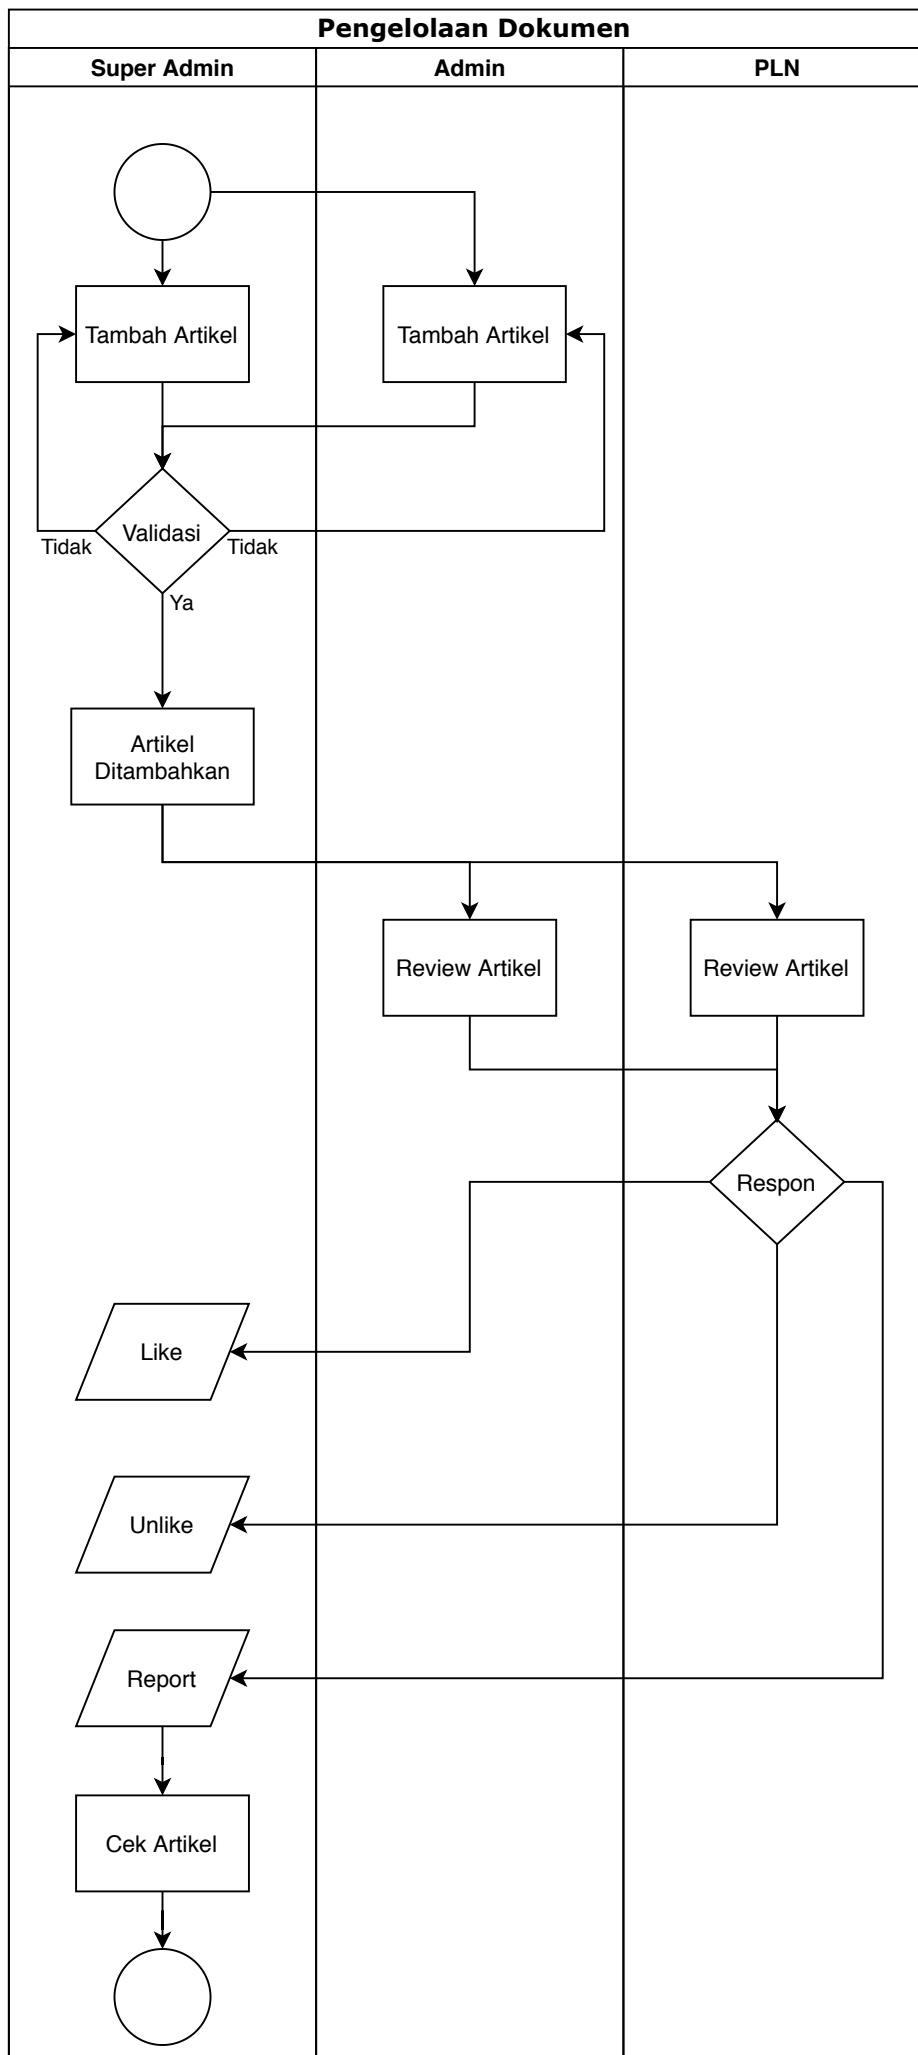 Pengelolaan Dokumen
Super Admin
Admin
PLN
Tambah Artikel
Tambah Artikel
Validasi
Tidak
Tidak
Ya
Artikel
Ditambahkan
Review Artikel
Review Artikel
Respon
Like
Unlike
Report
Cek Artikel